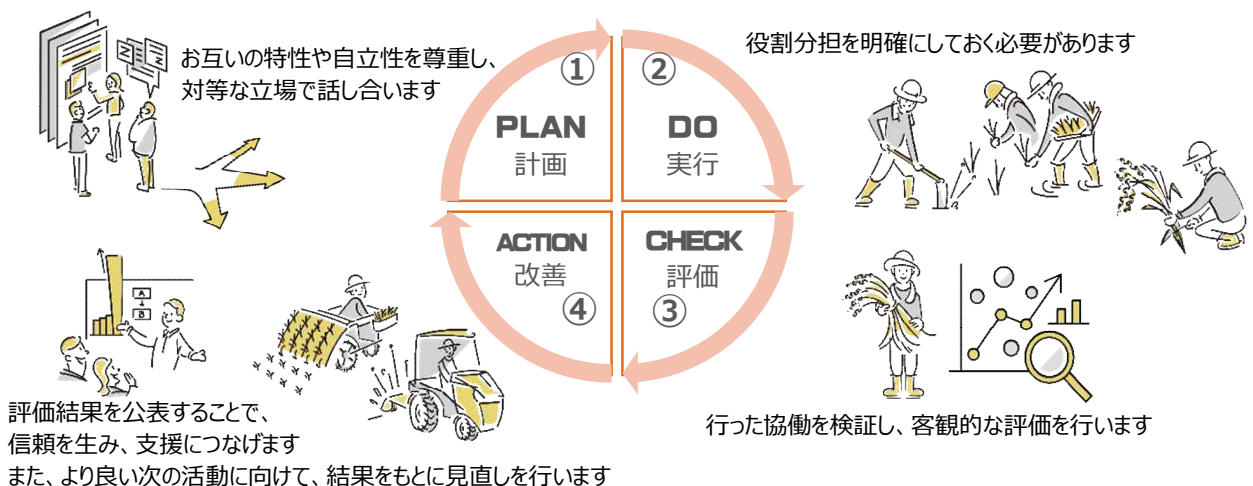 お互いの特性や自立性を尊重し、
対等な立場で話し合います
①
PLAN
計画
②
DO
実行
役割分担を明確にしておく必要があります
CHECK
評価
③
行った協働を検証し、客観的な評価を行います
ACTION
改善
④
A
B
評価結果を公表することで、
信頼を生み、支援につなげます
また、より良い次の活動に向けて、結果をもとに見直しを行います